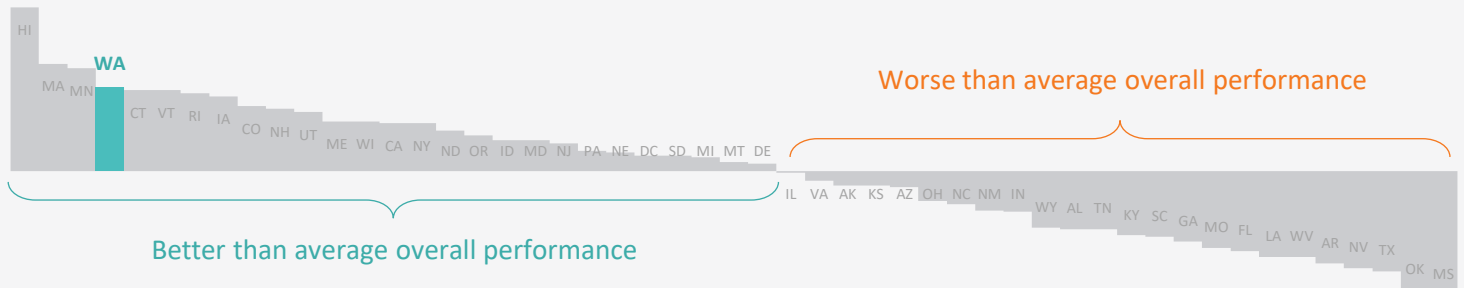 HI
MA
MN
WA
CT
VT
RI
IA
CO
NH
UT
ME
WI
CA
NY
ND
OR
ID
MD
NJ
PA
NE
DC
SD
MI
MT
DE
Worse than average overall performance
IL
VA
AK
KS
AZ
OH
NC
NM
IN
WY
AL
TN
KY
SC
GA
MO
FL
LA
WV
AR
NV
TX
OK
MS
Better than average overall performance